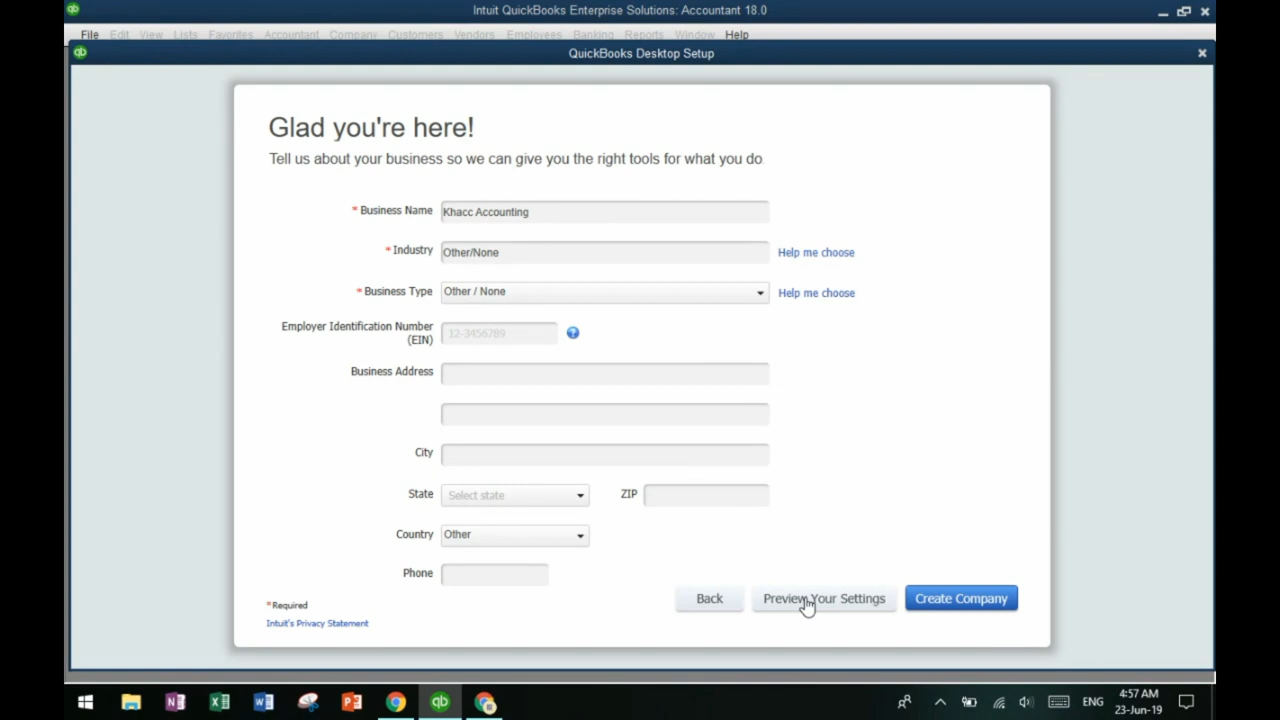 Intuit QuickBooks Enterprise Solutions: Accountant 18.0
File Edit View Lists Favorites Accountant Company Customers Vendors Employees Banking Reports Window Help
QuickBooks Desktop Setup
Glad you're here!
Tell us about your business so we can give you the right tools for what you do
* Business Name Khacc Accounting
* Industry Other/None Help me choose
* Business Type Other / None Help me choose
Employer Identification Number
(EIN) 12-3456789 ?
Business Address
City
State Select state ZIP
Country Other
Phone
* Required
Back Preview Your Settings Create Company
Intuit's Privacy Statement
ENG 4:57 AM
23-Jun-19